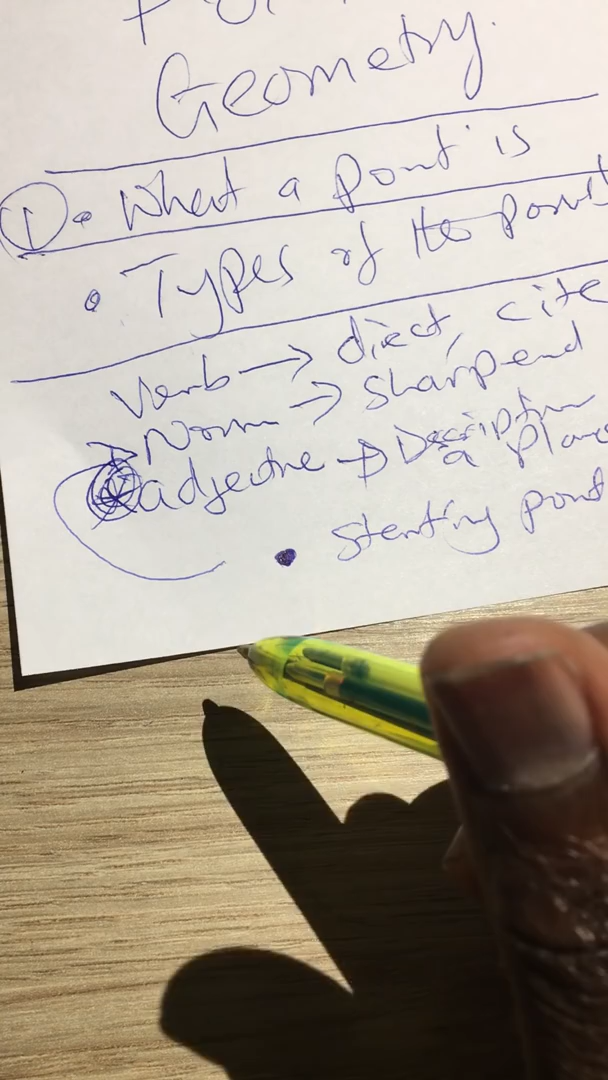 Geometry.
① • What a point is
• Types of the points
Verb → direct, cite
Noun → sharp end
adjective → Description
a place
• Starting point